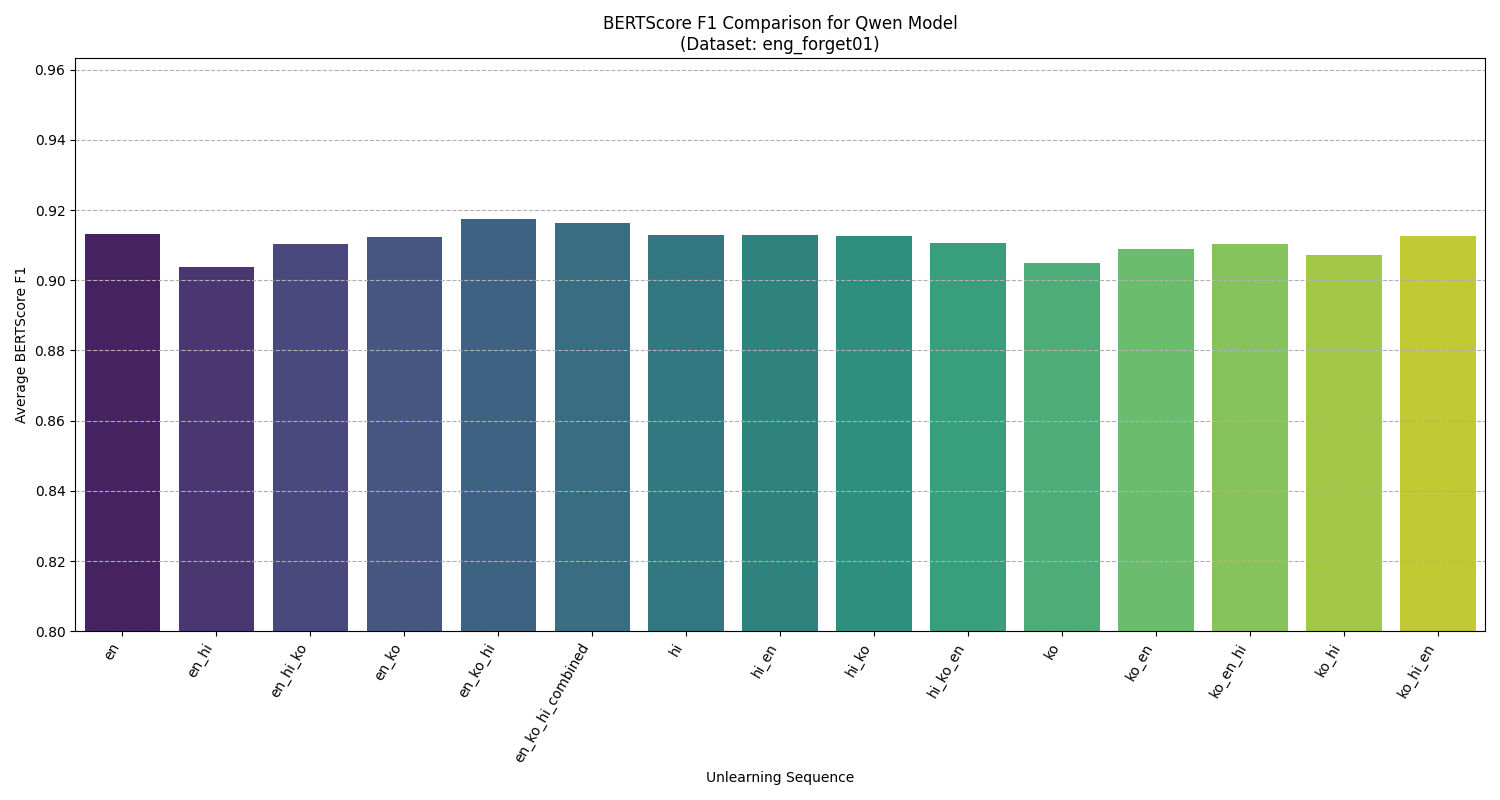 BERTScore F1 Comparison for Qwen Model
(Dataset: eng_forget01)
Average BERTScore F1
0.96
0.94
0.92
0.90
0.88
0.86
0.84
0.82
0.80
en
en_hi
en_hi_ko
en_ko
en_ko_hi
en_ko_hi_combined
hi
hi_en
hi_ko
hi_ko_en
ko
ko_en
ko_en_hi
ko_hi
ko_hi_en
Unlearning Sequence